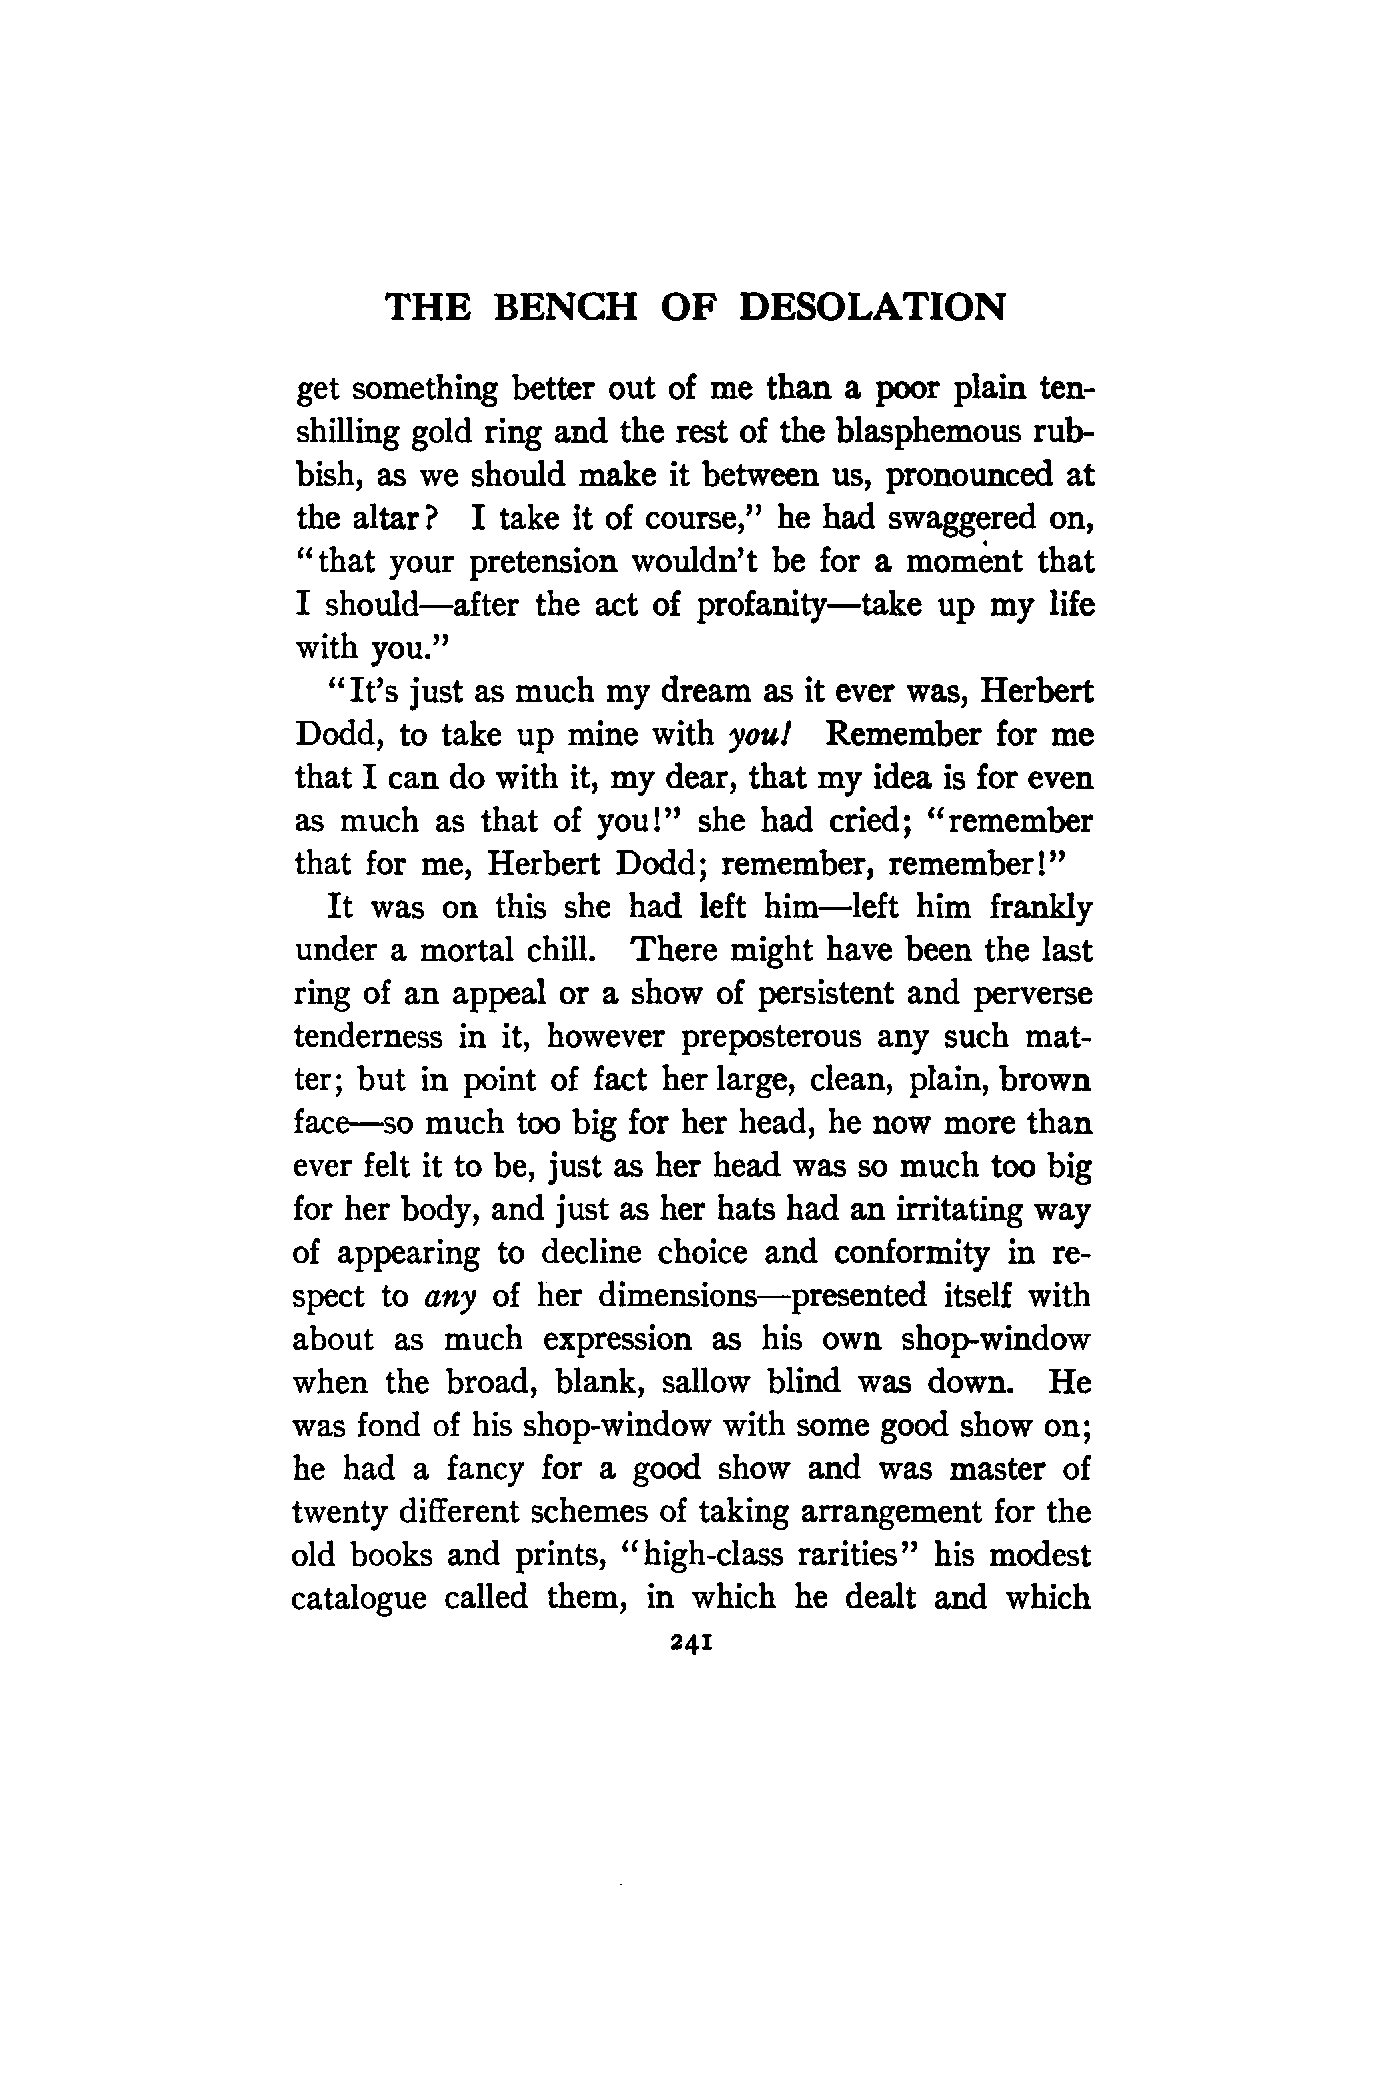 THE BENCH OF DESOLATION
get something better out of me than a poor plain ten-
shilling gold ring and the rest of the blasphemous rub-
bish, as we should make it between us, pronounced at
the altar? I take it of course,” he had swaggered on,
“that your pretension wouldn’t be for a moment that
I should—after the act of profanity—take up my life
with you.”
“It’s just as much my dream as it ever was, Herbert
Dodd, to take up mine with you! Remember for me
that I can do with it, my dear, that my idea is for even
as much as that of you!” she had cried; “remember
that for me, Herbert Dodd; remember, remember!”
It was on this she had left him—left him frankly
under a mortal chill. There might have been the last
ring of an appeal or a show of persistent and perverse
tenderness in it, however preposterous any such mat-
ter; but in point of fact her large, clean, plain, brown
face—so much too big for her head, he now more than
ever felt it to be, just as her head was so much too big
for her body, and just as her hats had an irritating way
of appearing to decline choice and conformity in re-
spect to any of her dimensions—presented itself with
about as much expression as his own shop-window
when the broad, blank, sallow blind was down. He
was fond of his shop-window with some good show on;
he had a fancy for a good show and was master of
twenty different schemes of taking arrangement for the
old books and prints, “high-class rarities” his modest
catalogue called them, in which he dealt and which
241